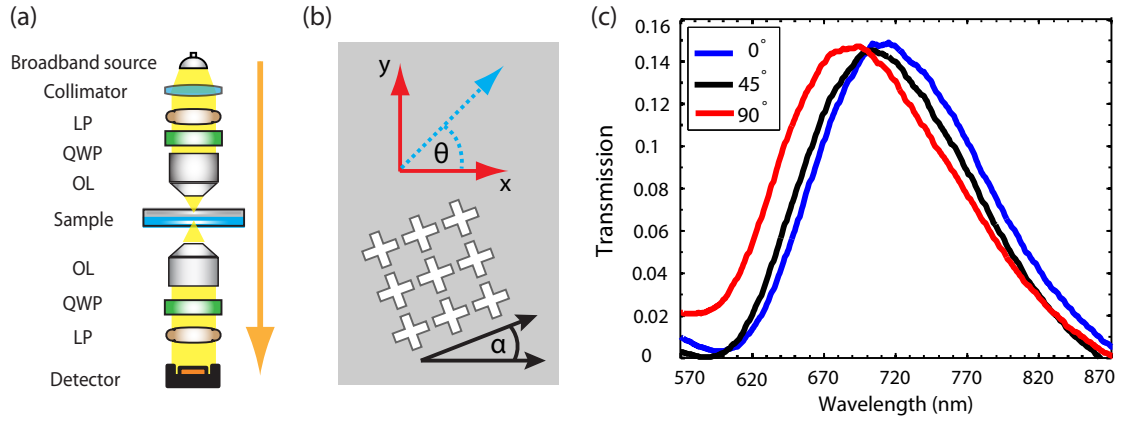 (a)
Broadband source
Collimator
LP
QWP
OL
Sample
OL
QWP
LP
Detector
(b)
y
θ
x
α
(c)
Transmission
0.16
0.14
0.12
0.1
0.08
0.06
0.04
0.02
0
0°
45°
90°
570 620 670 720 770 820 870
Wavelength (nm)